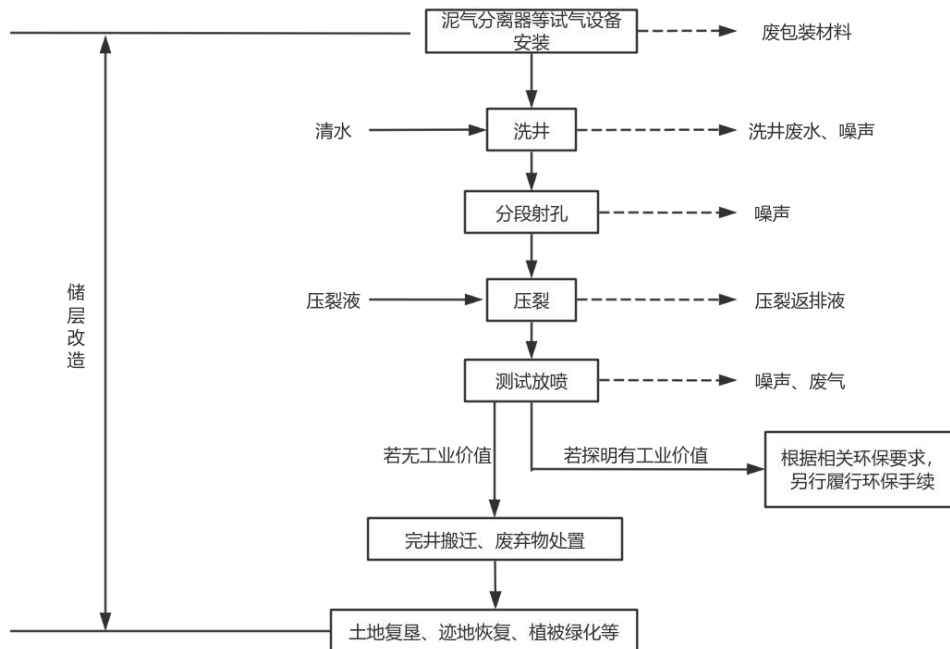 泥气分离器等试气设备
安装
废包装材料
清水
洗井
洗井废水、噪声
分段射孔
噪声
储
层
改
造
压裂液
压裂
压裂返排液
测试放喷
噪声、废气
若无工业价值
若探明有工业价值
根据相关环保要求，
另行履行环保手续
完井搬迁、废弃物处置
土地复垦、迹地恢复、植被绿化等